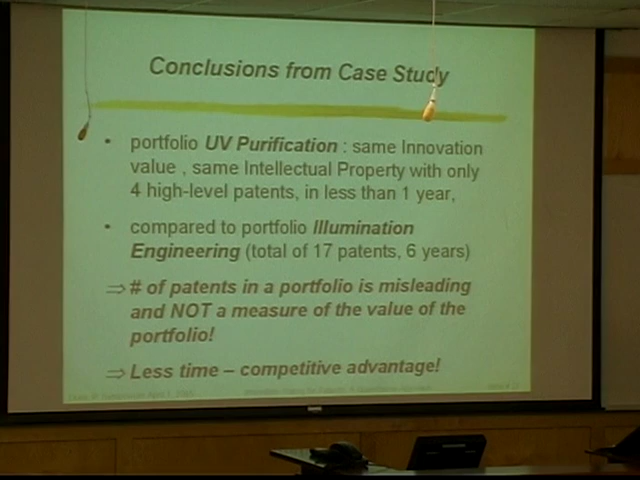 Conclusions from Case Study
• portfolio UV Purification : same Innovation
value , same Intellectual Property with only
4 high-level patents, in less than 1 year,
• compared to portfolio Illumination
Engineering (total of 17 patents, 6 years)
⇒ # of patents in a portfolio is misleading
and NOT a measure of the value of the
portfolio!
⇒ Less time – competitive advantage!